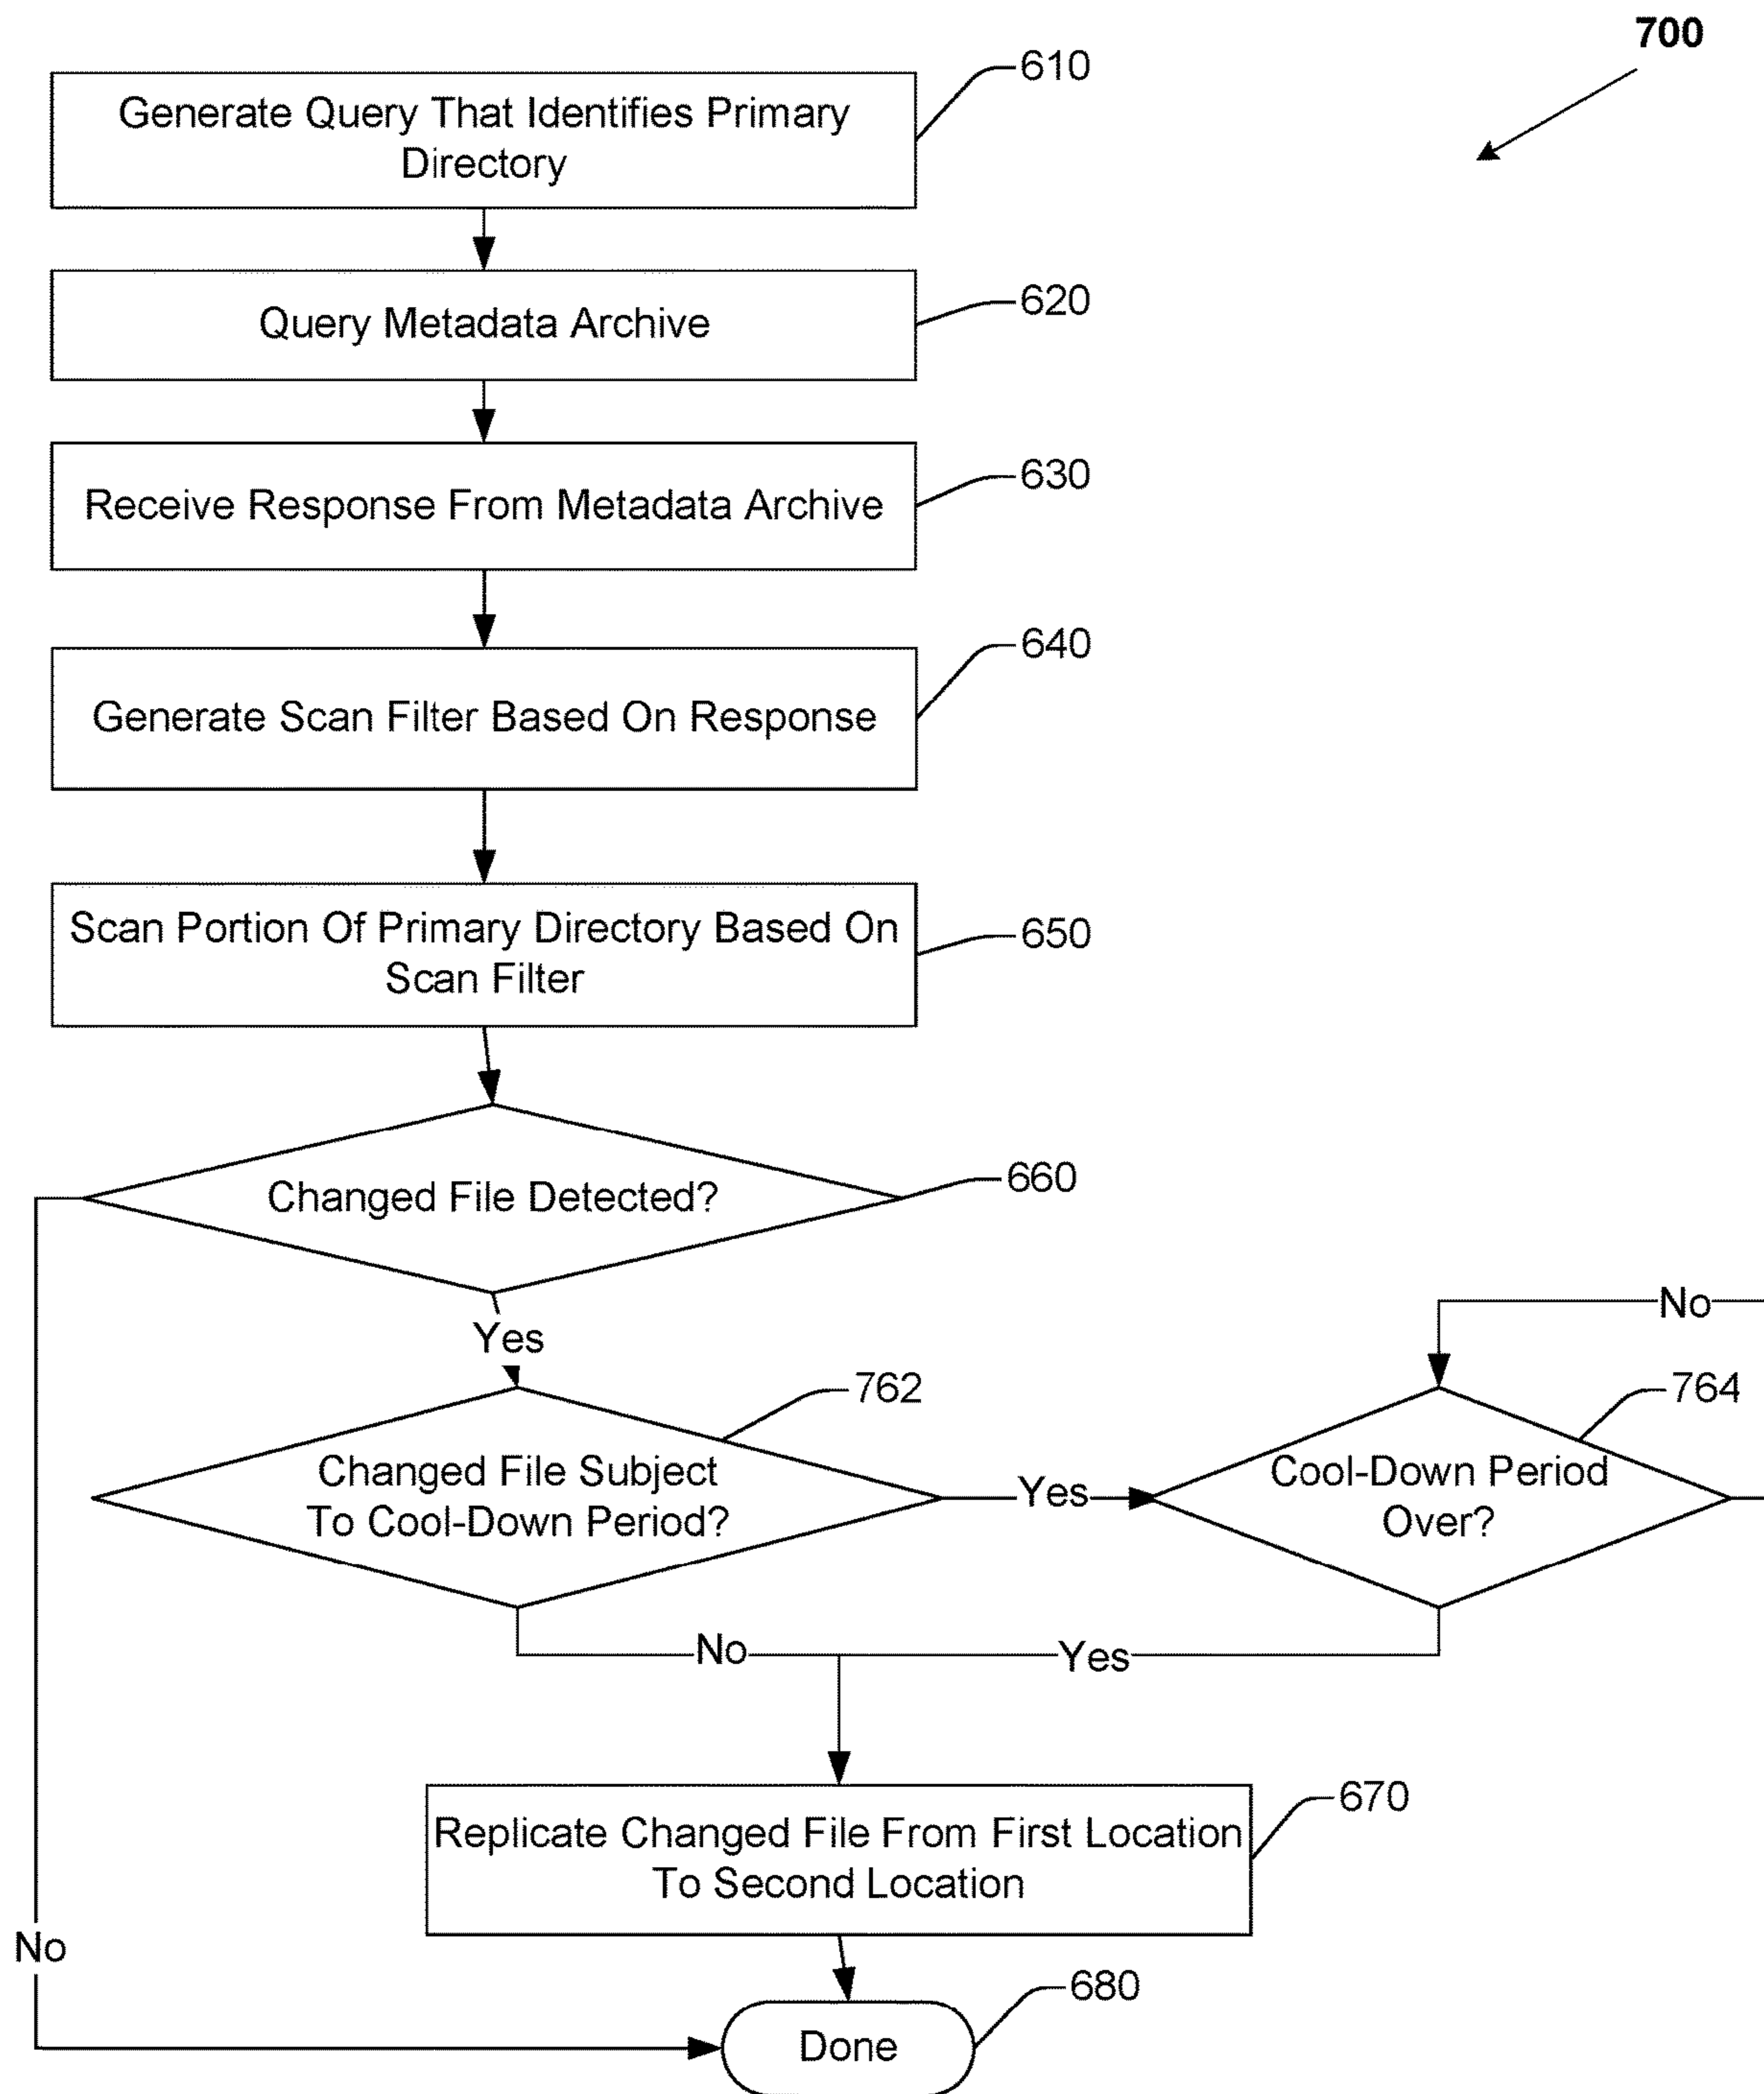 700
610
Generate Query That Identifies Primary
Directory
620
Query Metadata Archive
630
Receive Response From Metadata Archive
640
Generate Scan Filter Based On Response
Scan Portion Of Primary Directory Based On
Scan Filter
650
Changed File Detected?
660
Yes
No
762
764
Changed File Subject
To Cool-Down Period?
Yes
Cool-Down Period
Over?
No
Yes
670
Replicate Changed File From First Location
To Second Location
No
680
Done